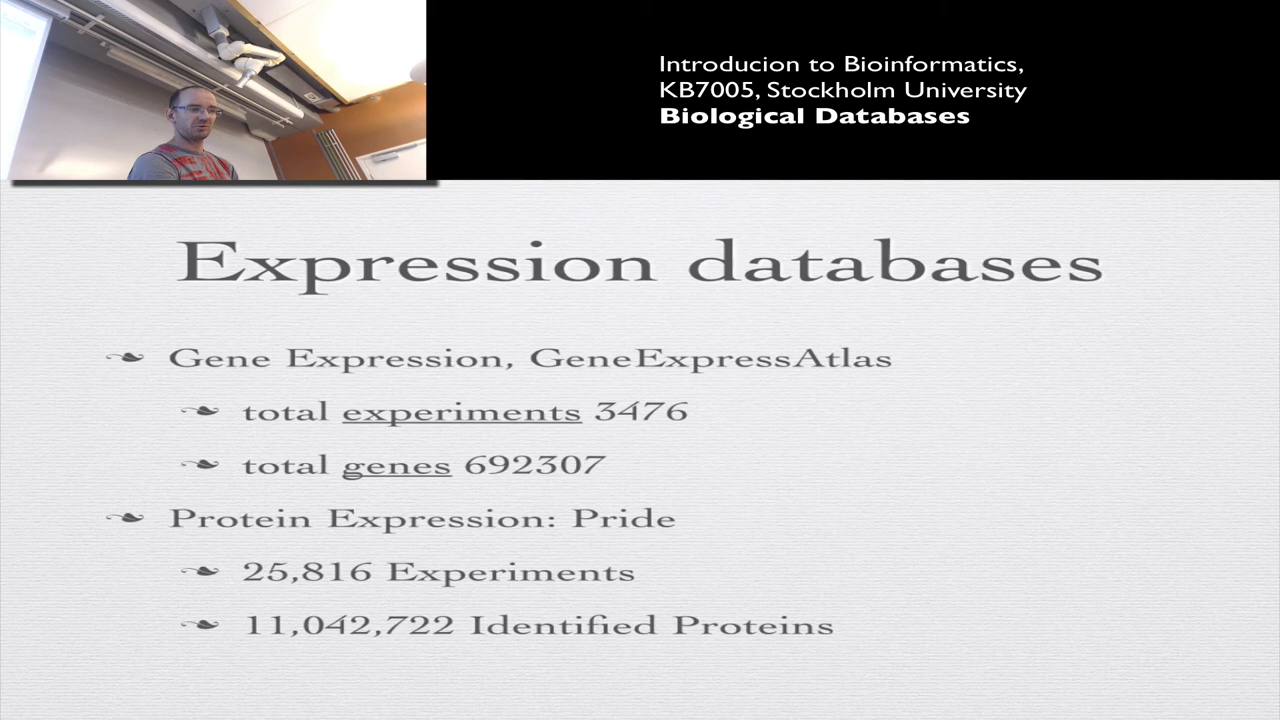 Introducion to Bioinformatics,
KB7005, Stockholm University
Biological Databases
Expression databases
Gene Expression, GeneExpressAtlas
total experiments 3476
total genes 692307
Protein Expression: Pride
25,816 Experiments
11,042,722 Identified Proteins